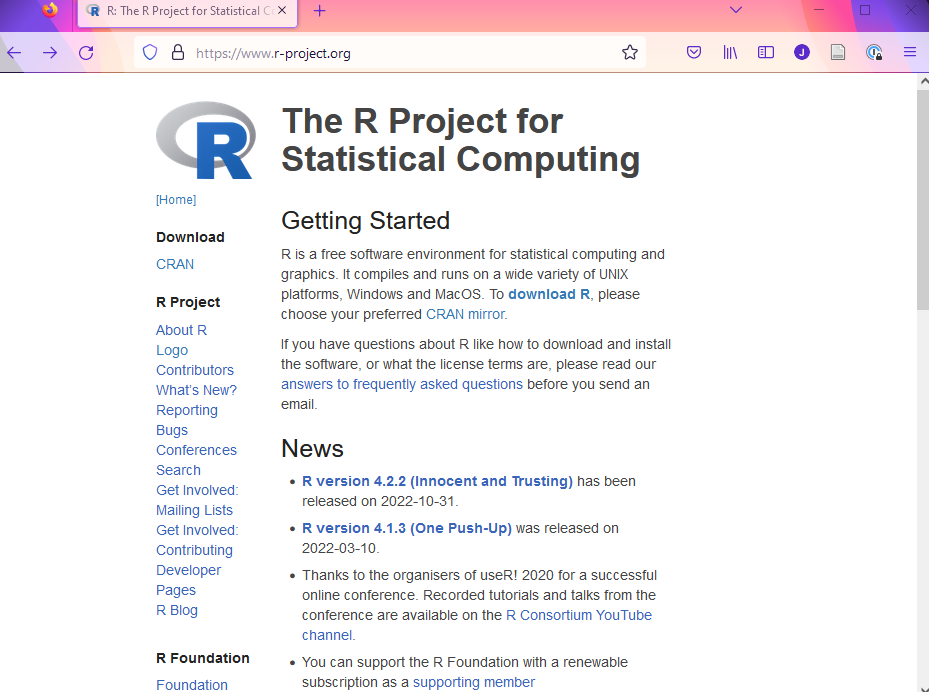 R: The R Project for Statistical C
https://www.r-project.org
J
R
The R Project for
Statistical Computing
[Home]
Download
CRAN
R Project
About R
Logo
Contributors
What's New?
Reporting
Bugs
Conferences
Search
Get Involved:
Mailing Lists
Get Involved:
Contributing
Developer
Pages
R Blog
R Foundation
Foundation
Getting Started
R is a free software environment for statistical computing and
graphics. It compiles and runs on a wide variety of UNIX
platforms, Windows and MacOS. To download R, please
choose your preferred CRAN mirror.
If you have questions about R like how to download and install
the software, or what the license terms are, please read our
answers to frequently asked questions before you send an
email.
News
• R version 4.2.2 (Innocent and Trusting) has been
released on 2022-10-31.
• R version 4.1.3 (One Push-Up) was released on
2022-03-10.
• Thanks to the organisers of useR! 2020 for a successful
online conference. Recorded tutorials and talks from the
conference are available on the R Consortium YouTube
channel.
• You can support the R Foundation with a renewable
subscription as a supporting member